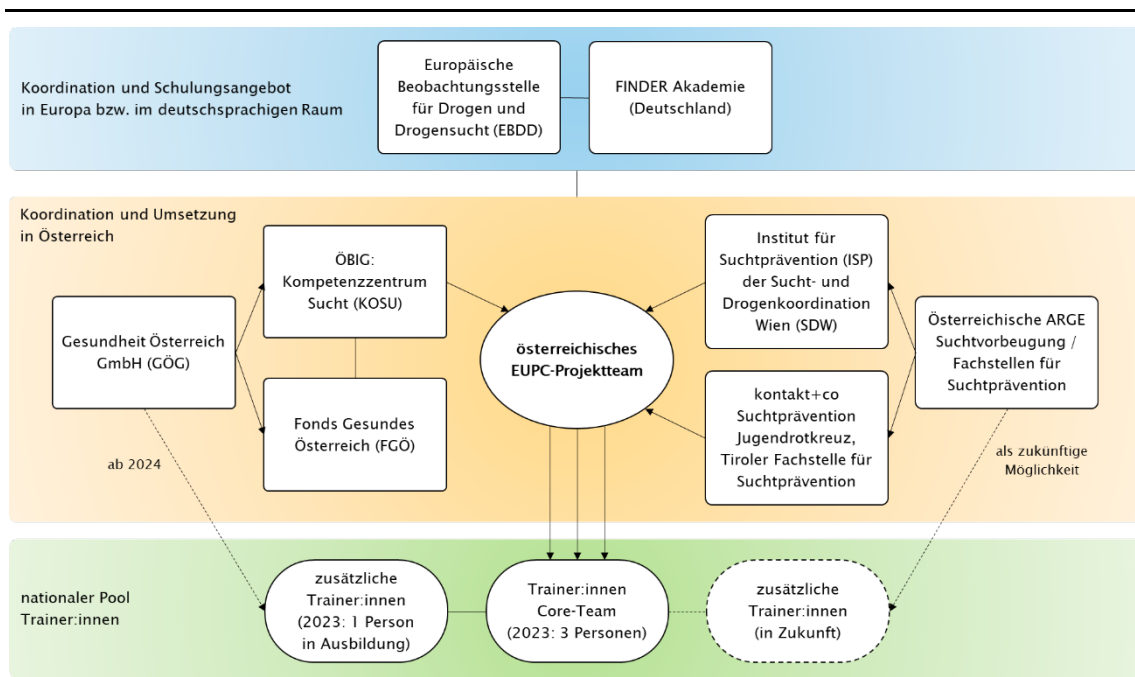 Koordination und Schulungsangebot
in Europa bzw. im deutschsprachigen Raum
Europäische
Beobachtungsstelle
für Drogen und
Drogensucht (EBDD)
FINDER Akademie
(Deutschland)
Koordination und Umsetzung
in Österreich
Gesundheit Österreich
GmbH (GÖG)
ÖBIG:
Kompetenzzentrum
Sucht (KOSU)
Fonds Gesundes
Österreich (FGÖ)
österreichisches
EUPC-Projektteam
Institut für
Suchtprävention (ISP)
der Sucht- und
Drogenkoordination
Wien (SDW)
kontakt+co
Suchtprävention
Jugendrotkreuz,
Tiroler Fachstelle für
Suchtprävention
Österreichische ARGE
Suchtvorbeugung /
Fachstellen für
Suchtprävention
ab 2024
als zukünftige
Möglichkeit
nationaler Pool
Trainer:innen
zusätzliche
Trainer:innen
(2023: 1 Person
in Ausbildung)
Trainer:innen
Core-Team
(2023: 3 Personen)
zusätzliche
Trainer:innen
(in Zukunft)